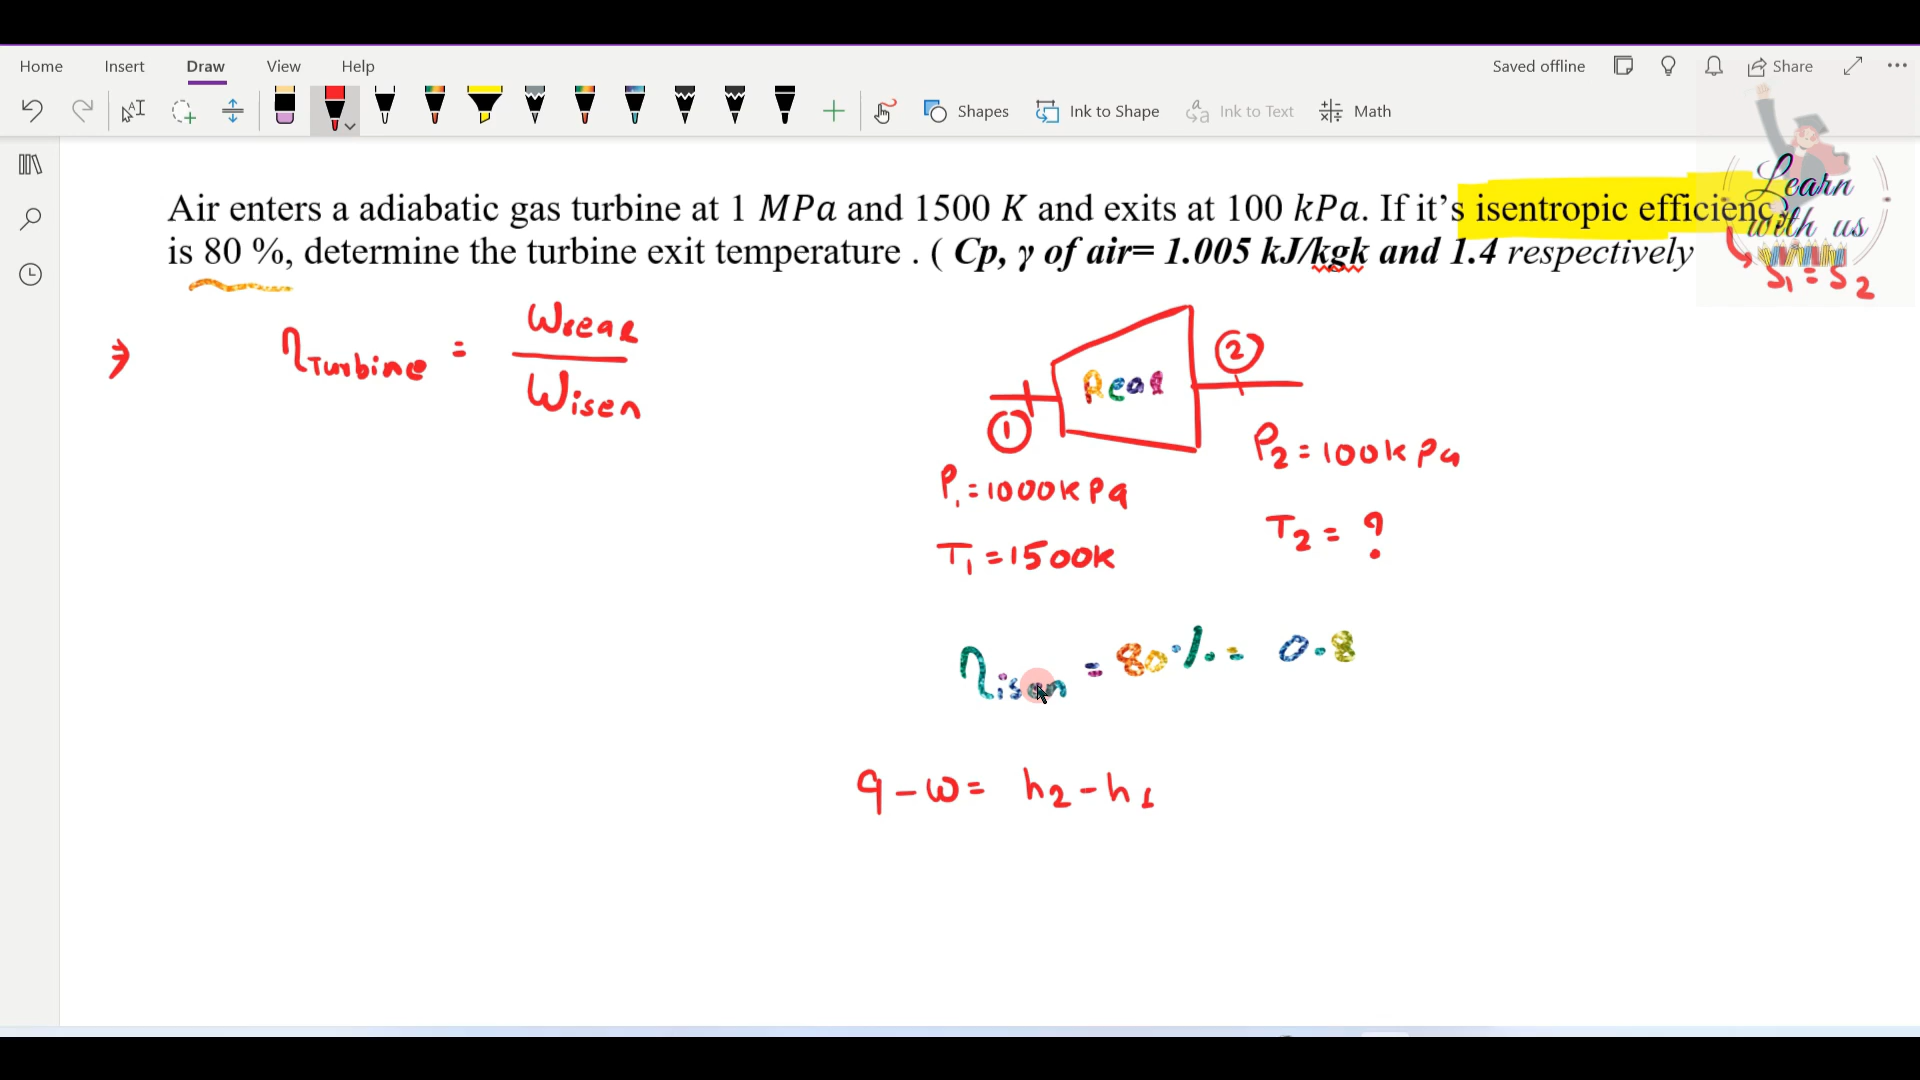 Home Insert Draw View Help Saved offline Share
Ink to Shape Ink to Text Shapes Math
Learn
with us
Air enters a adiabatic gas turbine at 1 MPa and 1500 K and exits at 100 kPa. If it's isentropic efficienc
is 80 %, determine the turbine exit temperature . ( Cp, γ of air= 1.005 kJ/kgk and 1.4 respectively
S₁ = S₂
⇒ ηTurbine = Wreal / Wisen
Real
① ②
P₁ = 1000kPa
T₁ = 1500K
P₂ = 100kPa
T₂ = ?
ηisen = 80% = 0.8
q - w = h₂ - h₁